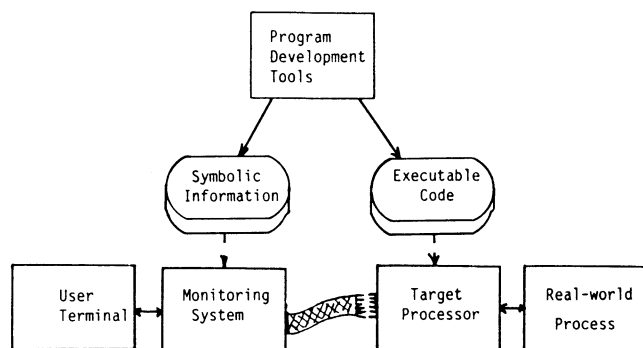 Program
Development
Tools
Symbolic
Information
Executable
Code
User
Terminal
Monitoring
System
Target
Processor
Real-world
Process